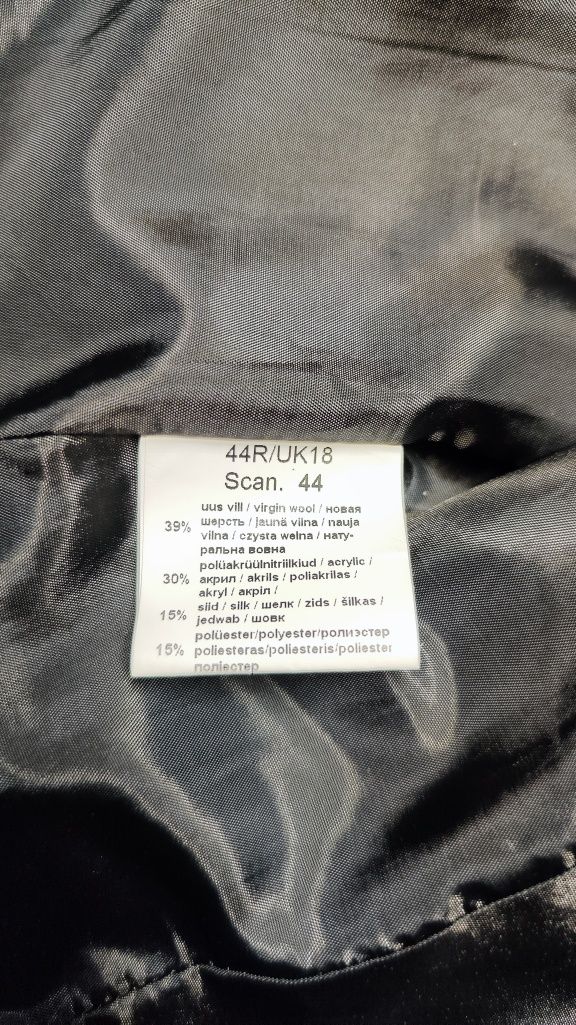 44R/UK18
Scan. 44
uus vill / virgin wool / новая
39% шерсть / jaunā vilna / nauja
vilna / czysta wełna / нату-
ральна вовна
polüakrüülnitriilkiud / acrylic /
30% акрил / akrils / poliakrilas /
akryl / акріл /
siid / silk / шелк / zids / šilkas /
15% jedwab / шовк
polüester/polyester/полиэстер
15% poliesteras/poliesteris/poliester
поліестер